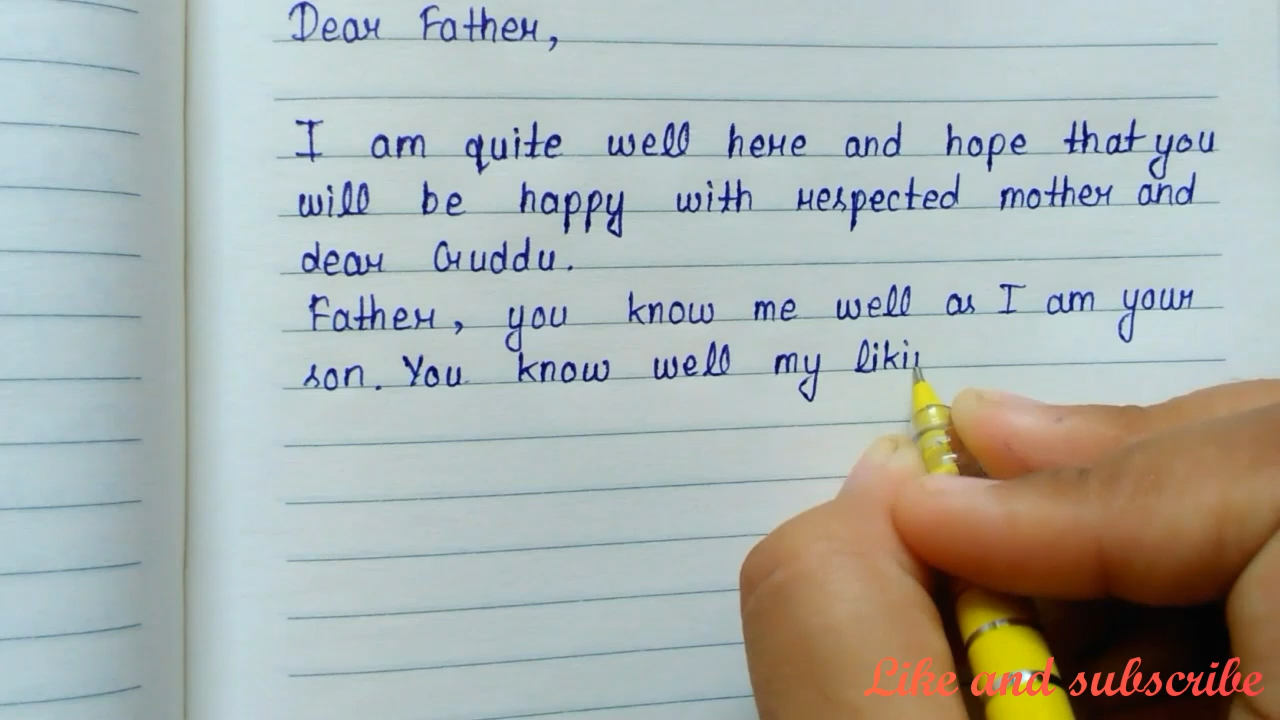 Dear Father,
I am quite well here and hope that you
will be happy with respected mother and
dear Guddu.
Father, you know me well as I am your
son. You know well my likin
Like and subscribe